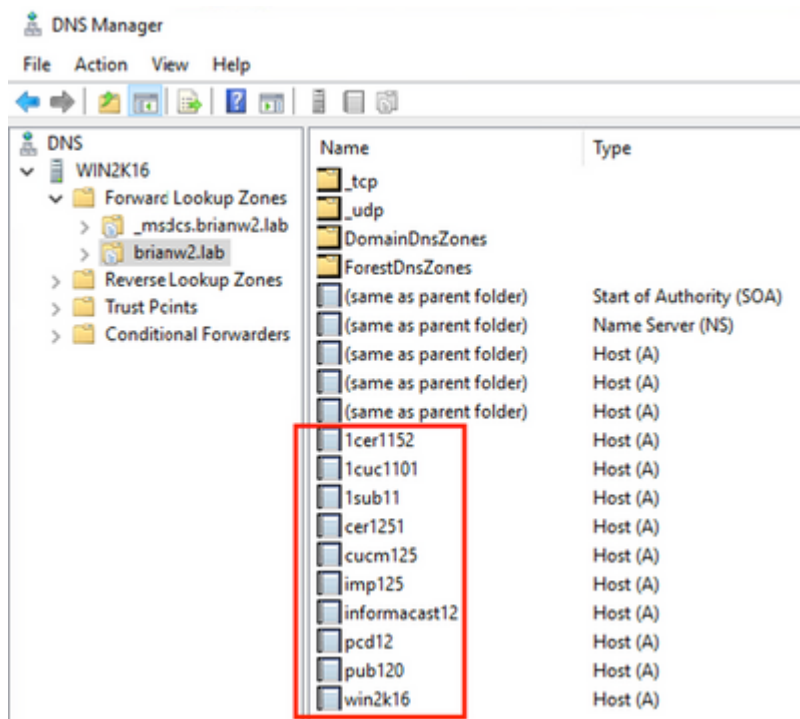 DNS Manager
File Action View Help
DNS
WIN2K16
Forward Lookup Zones
_msdcs.brianw2.lab
brianw2.lab
Reverse Lookup Zones
Trust Points
Conditional Forwarders
Name Type
_tcp
_udp
DomainDnsZones
ForestDnsZones
(same as parent folder) Start of Authority (SOA)
(same as parent folder) Name Server (NS)
(same as parent folder) Host (A)
(same as parent folder) Host (A)
(same as parent folder) Host (A)
1cer1152 Host (A)
1cuc1101 Host (A)
1sub11 Host (A)
cer1251 Host (A)
cucm125 Host (A)
imp125 Host (A)
informacast12 Host (A)
pcd12 Host (A)
pub120 Host (A)
win2k16 Host (A)